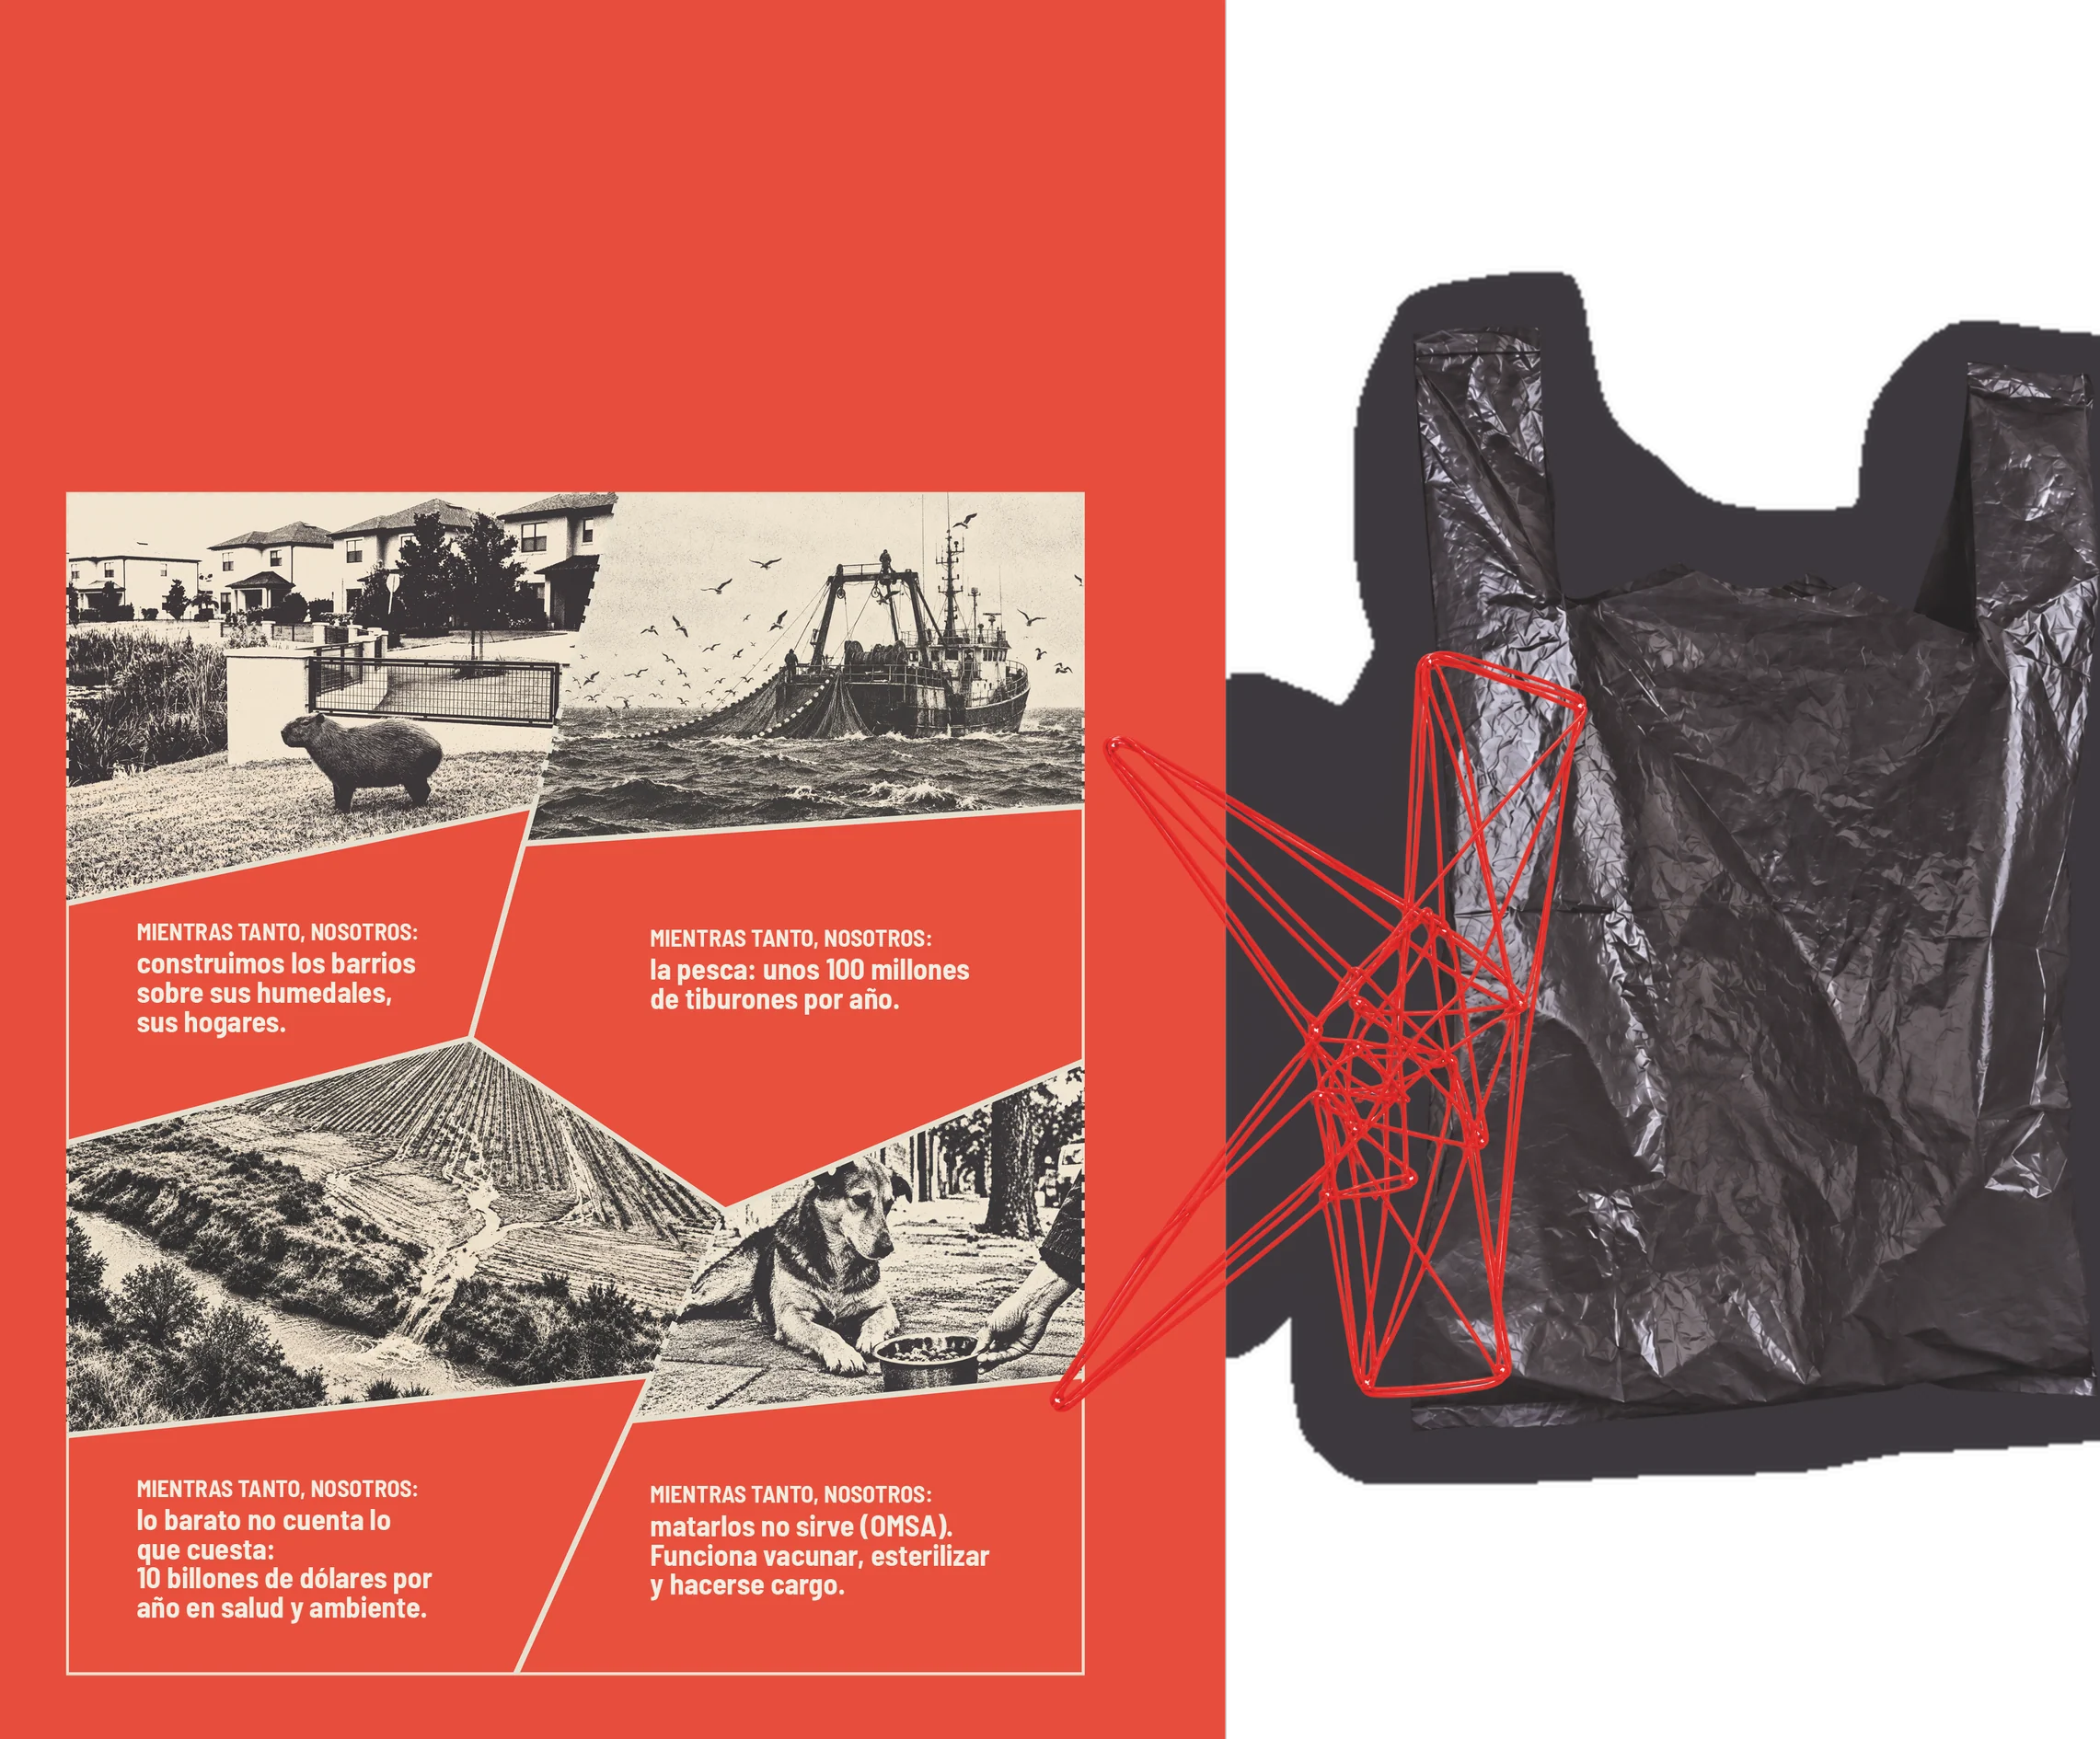 MIENTRAS TANTO, NOSOTROS:
construimos los barrios
sobre sus humedales,
sus hogares.
MIENTRAS TANTO, NOSOTROS:
la pesca: unos 100 millones
de tiburones por año.
MIENTRAS TANTO, NOSOTROS:
lo barato no cuenta lo
que cuesta:
10 billones de dólares por
año en salud y ambiente.
MIENTRAS TANTO, NOSOTROS:
matarlos no sirve (OMSA).
Funciona vacunar, esterilizar
y hacerse cargo.